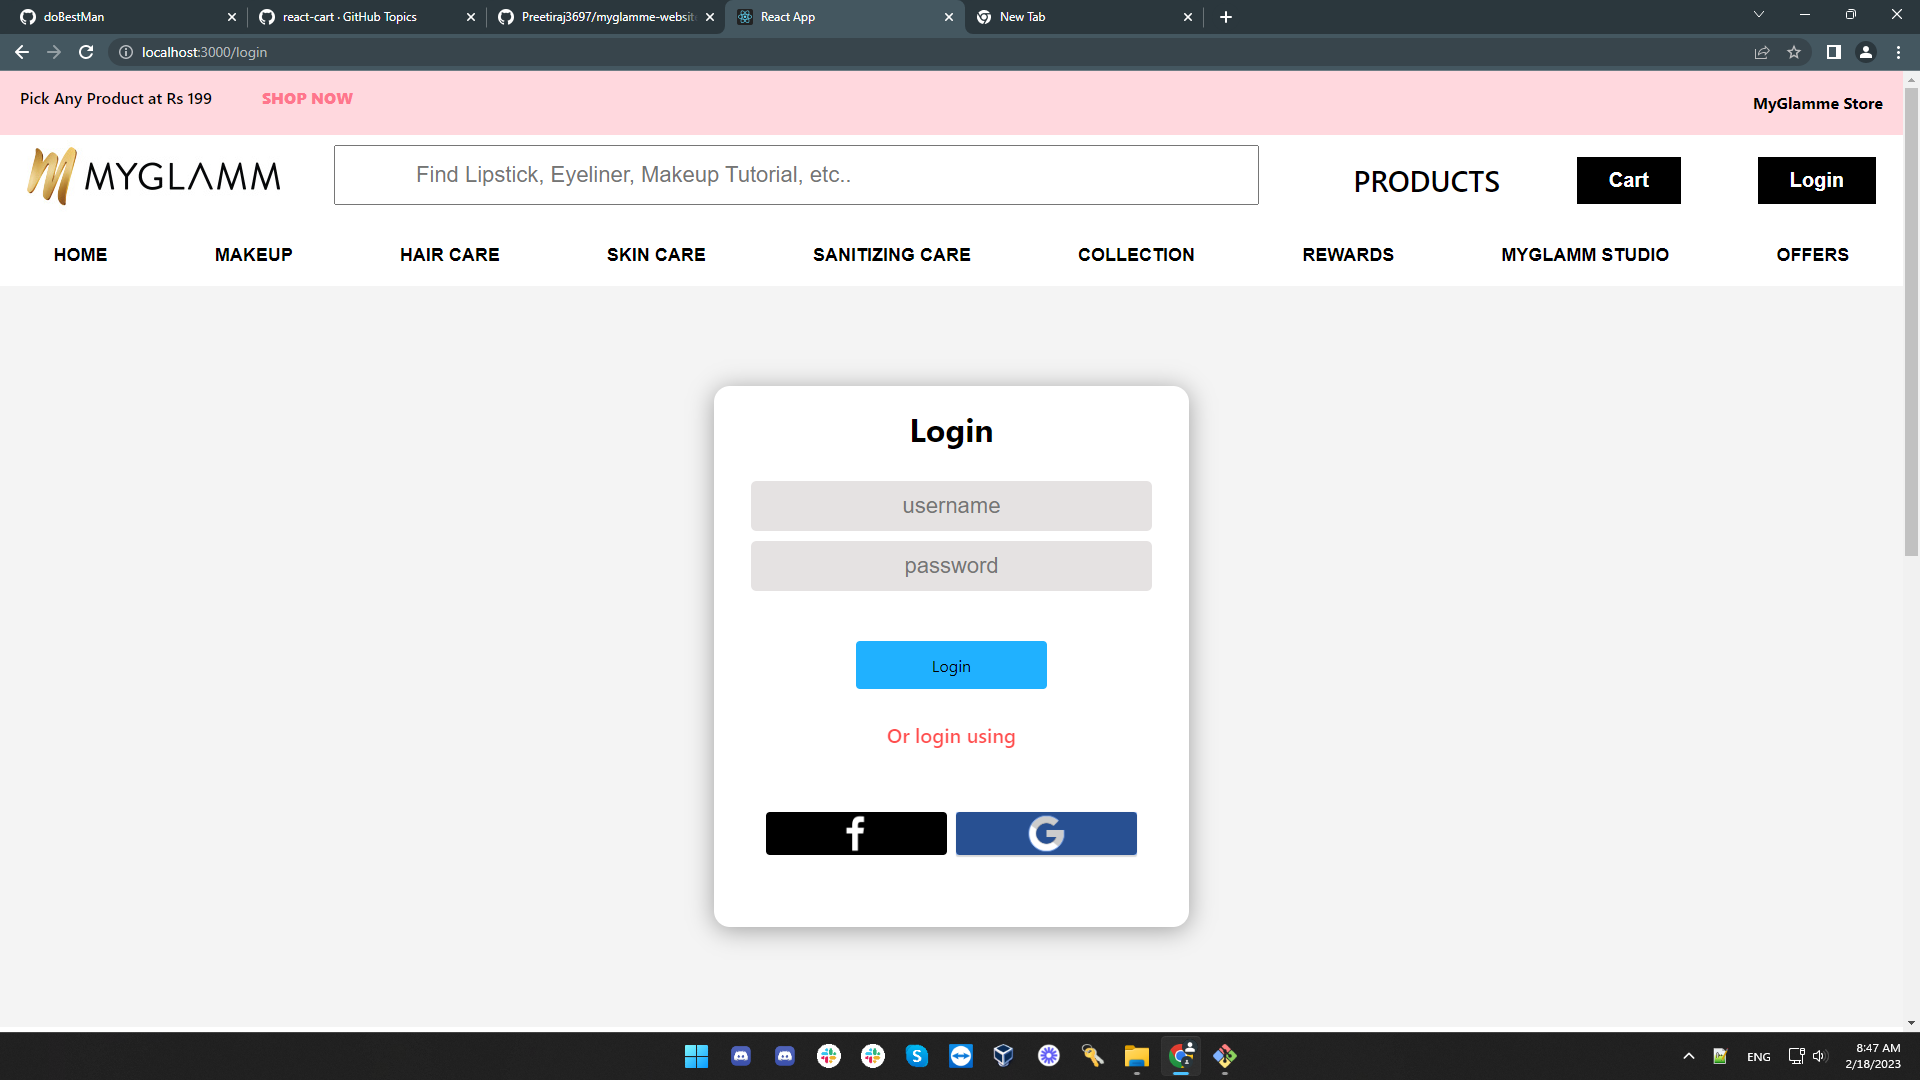 doBestMan
react-cart · GitHub Topics
Preetiraj3697/myglamme-websit
React App
New Tab
localhost:3000/login
Pick Any Product at Rs 199
SHOP NOW
MyGlamme Store
MYGLAMM
Find Lipstick, Eyeliner, Makeup Tutorial, etc..
PRODUCTS
Cart
Login
HOME
MAKEUP
HAIR CARE
SKIN CARE
SANITIZING CARE
COLLECTION
REWARDS
MYGLAMM STUDIO
OFFERS
Login
username
password
Login
Or login using
ENG
8:47 AM
2/18/2023